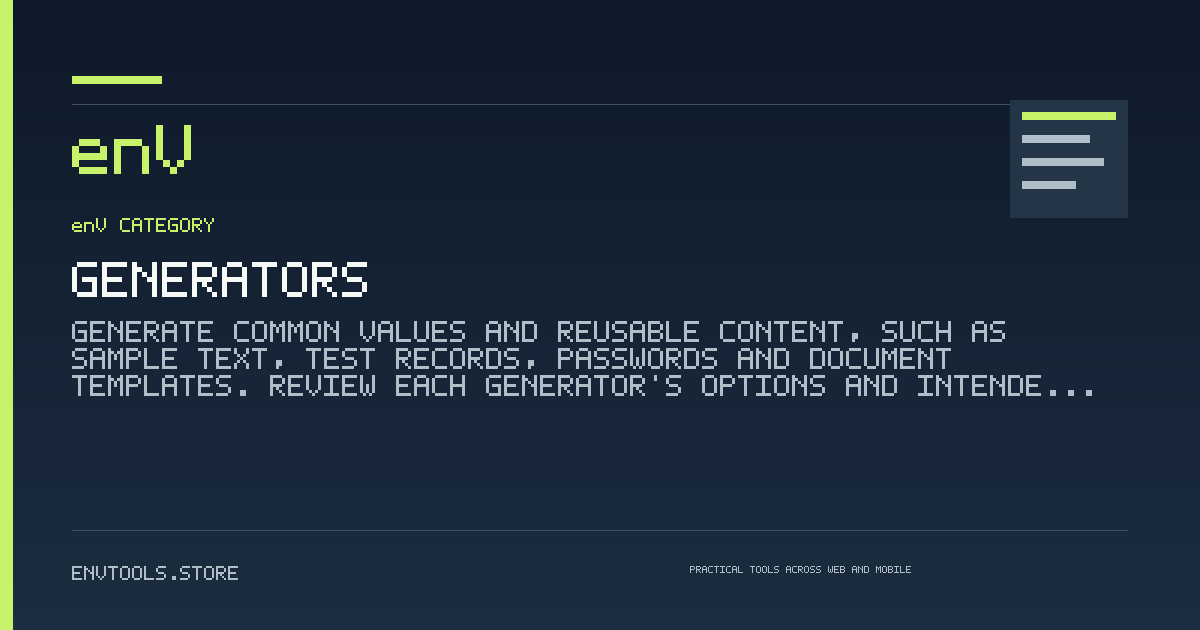 enV
enV CATEGORY
GENERATORS
GENERATE COMMON VALUES AND REUSABLE CONTENT, SUCH AS
SAMPLE TEXT, TEST RECORDS, PASSWORDS AND DOCUMENT
TEMPLATES. REVIEW EACH GENERATOR'S OPTIONS AND INTENDE...
ENVTOOLS.STORE
PRACTICAL TOOLS ACROSS WEB AND MOBILE